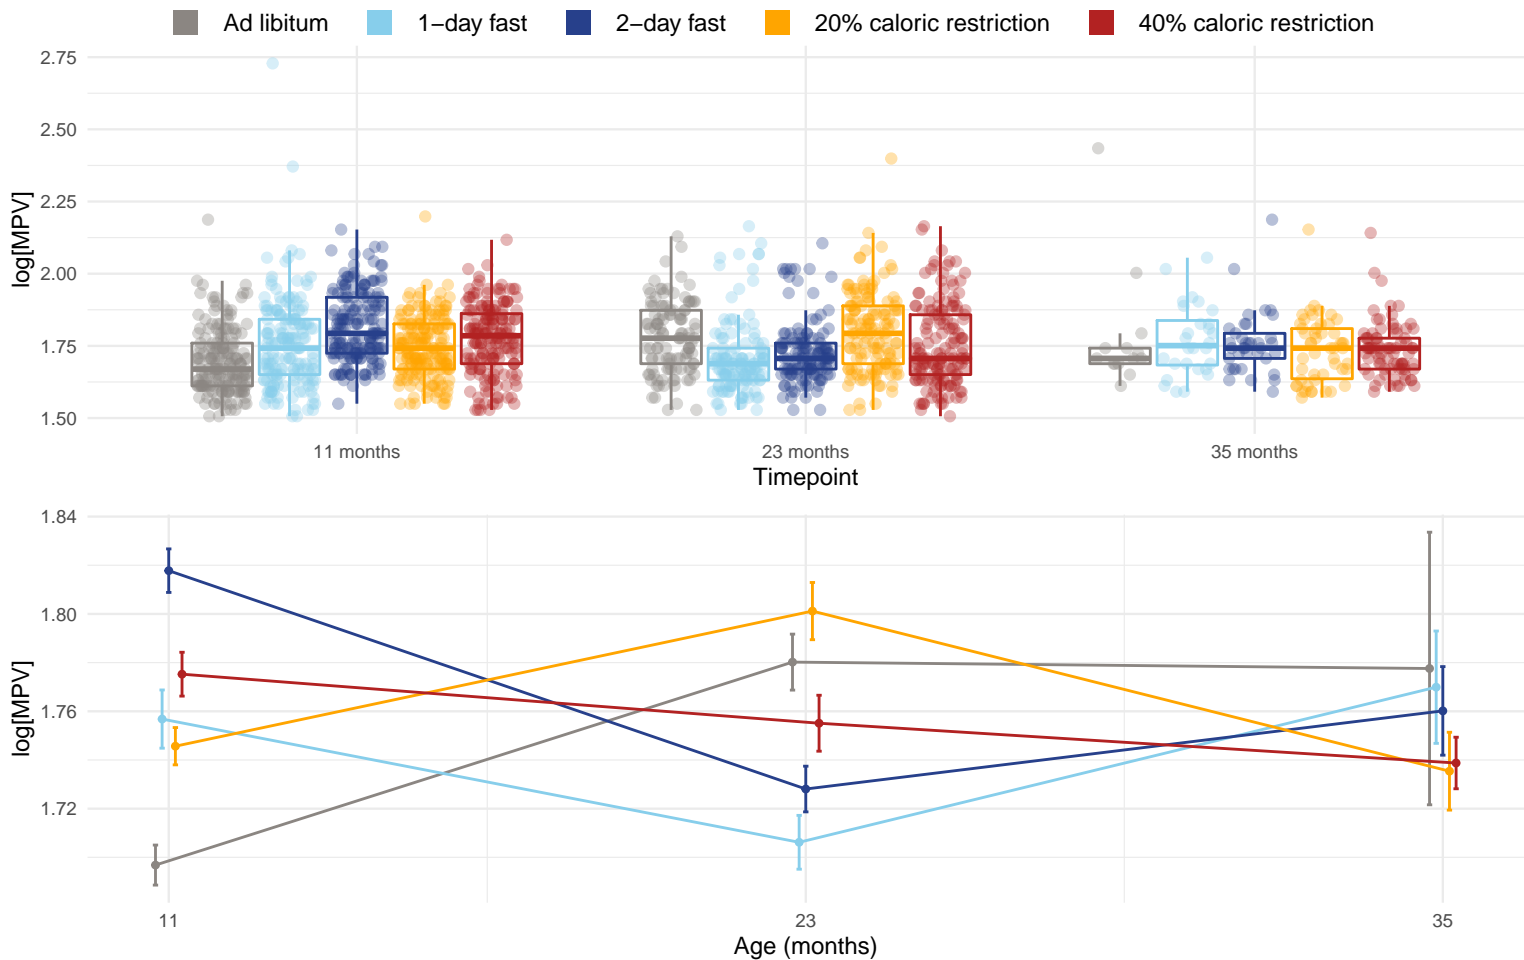 Ad libitum 1−day fast 2−day fast 20% caloric restriction 40% caloric restriction
2.75
2.50
2.25
2.00
1.75
1.50
log[MPV]
11 months 23 months 35 months
Timepoint
1.84
1.80
1.76
1.72
log[MPV]
11 23 35
Age (months)